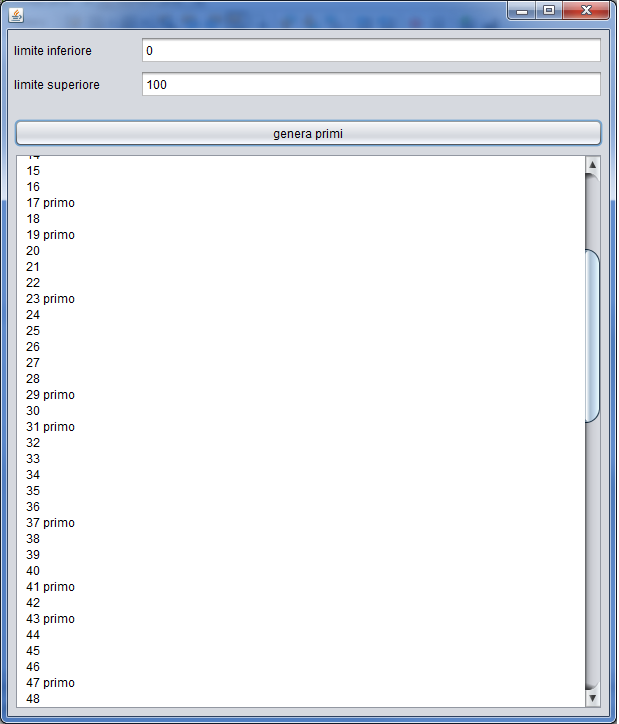 limite inferiore 0
limite superiore 100
genera primi
14
15
16
17 primo
18
19 primo
20
21
22
23 primo
24
25
26
27
28
29 primo
30
31 primo
32
33
34
35
36
37 primo
38
39
40
41 primo
42
43 primo
44
45
46
47 primo
48